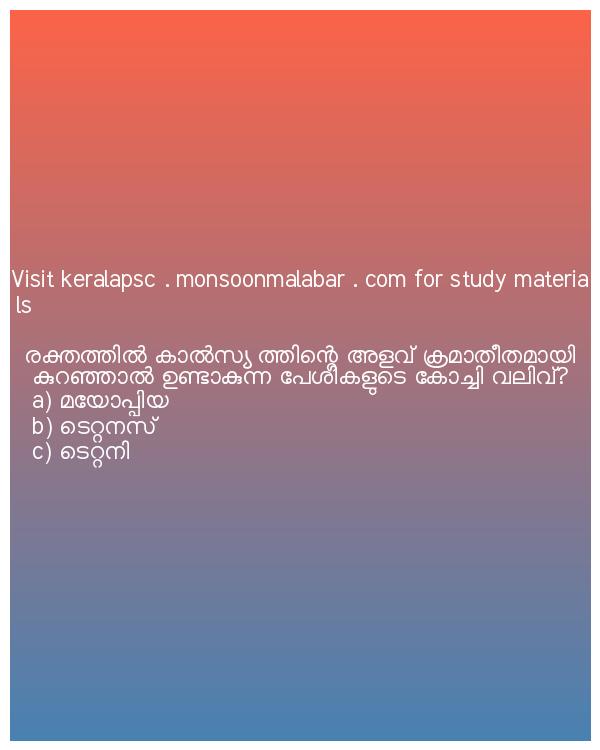 Visit keralapsc . monsoonmalabar . com for study materia
ls
രക്തത്തിൽ കാൽസ്യ ത്തിന്റെ അളവ് ക്രമാതീതമായി
കുറഞ്ഞാൽ ഉണ്ടാകുന്ന പേശികളുടെ കോച്ചി വലിവ്?
a) മയോപ്പിയ
b) ടെറ്റനസ്
c) ടെറ്റനി